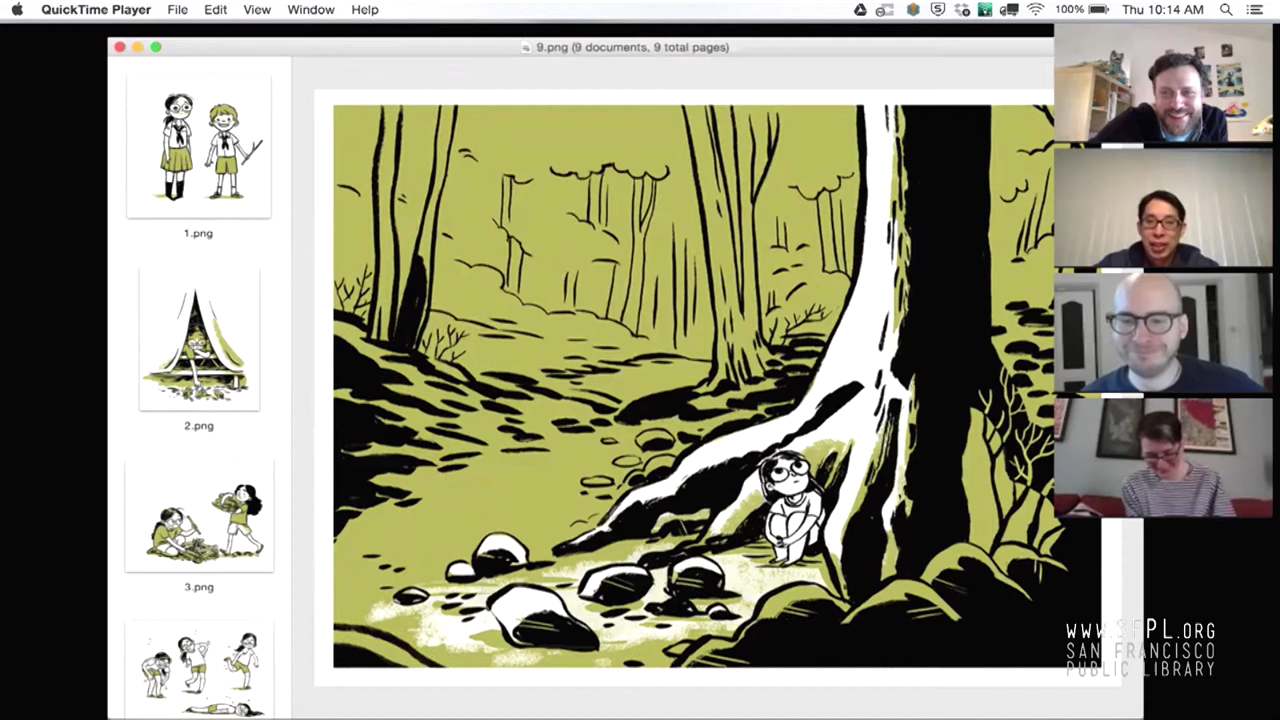 QuickTime Player File Edit View Window Help
100% Thu 10:14 AM
9.png (9 documents, 9 total pages)
1.png
2.png
3.png
WWW.SFPL.ORG
SAN FRANCISCO
PUBLIC LIBRARY